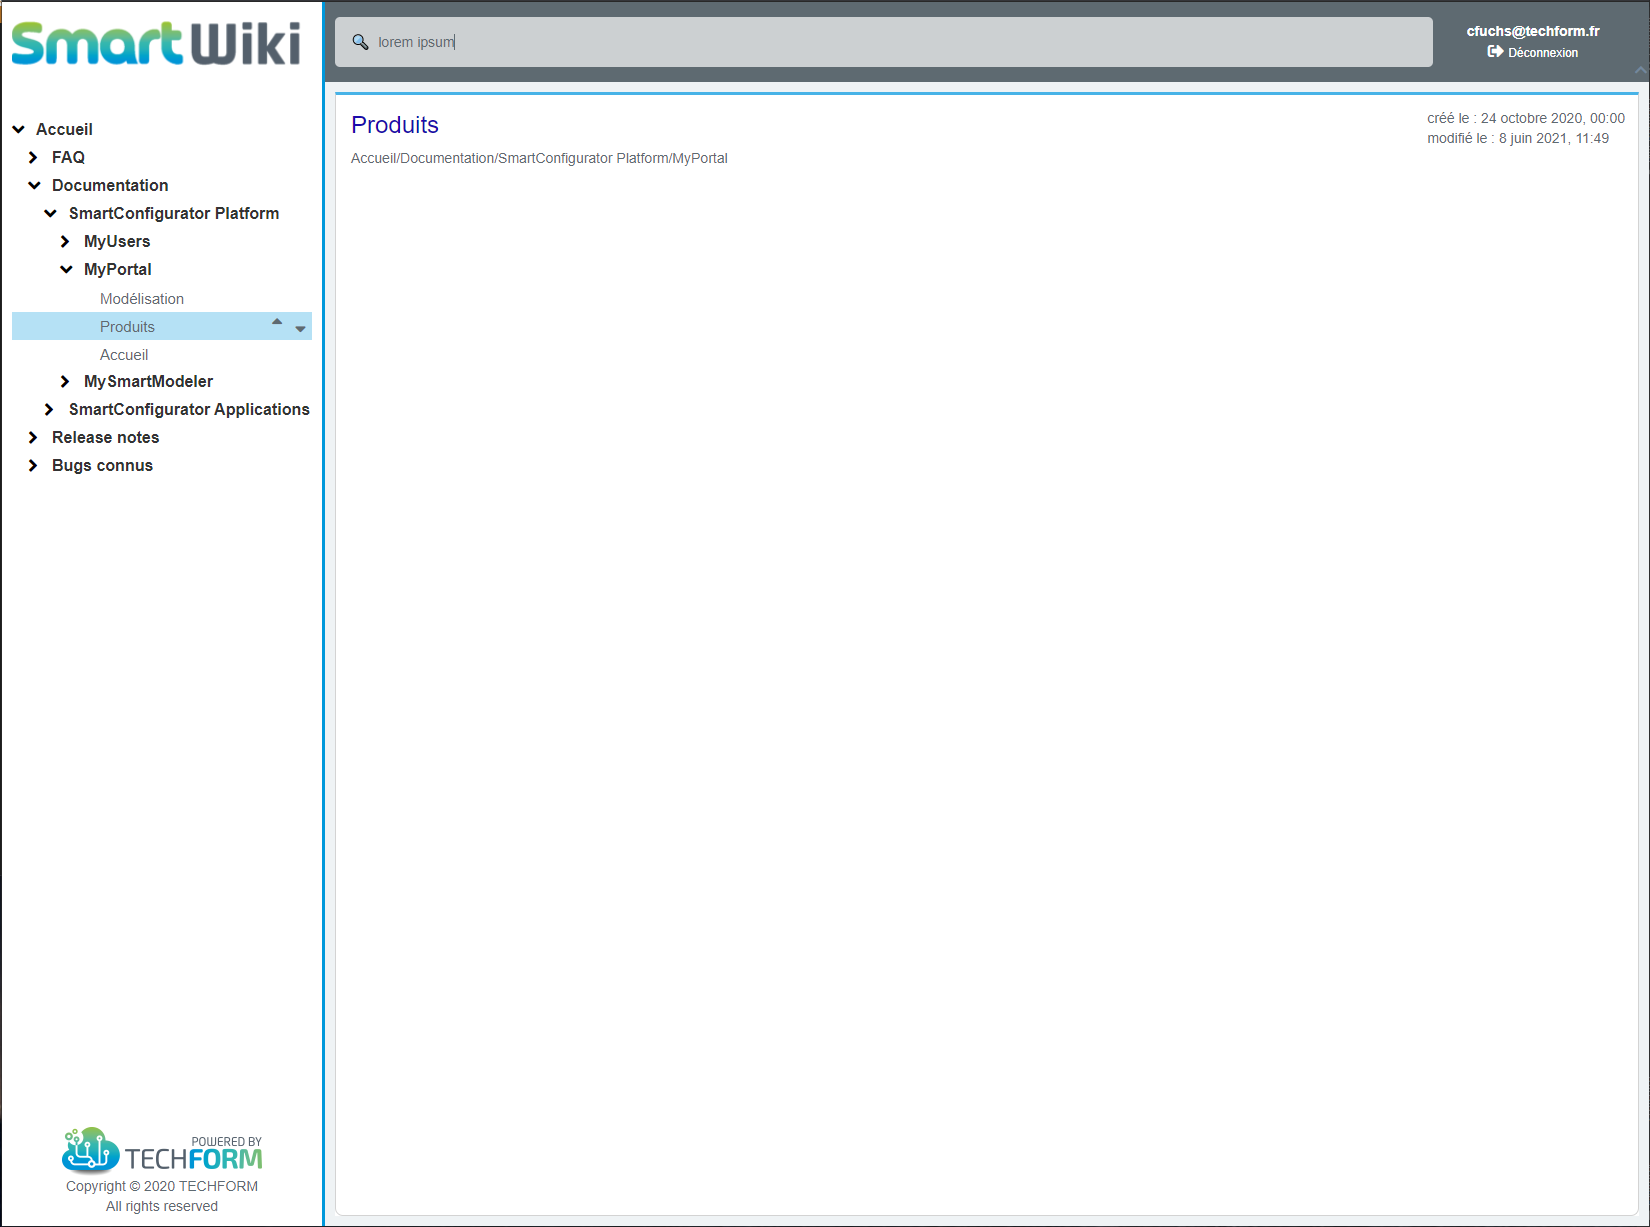 SmartWiki
lorem ipsum
cfuchs@techform.fr
Déconnexion
Accueil
FAQ
Documentation
SmartConfigurator Platform
MyUsers
MyPortal
Modélisation
Produits
Accueil
MySmartModeler
SmartConfigurator Applications
Release notes
Bugs connus
Produits
Accueil/Documentation/SmartConfigurator Platform/MyPortal
créé le : 24 octobre 2020, 00:00
modifié le : 8 juin 2021, 11:49
POWERED BY
TECHFORM
Copyright © 2020 TECHFORM
All rights reserved